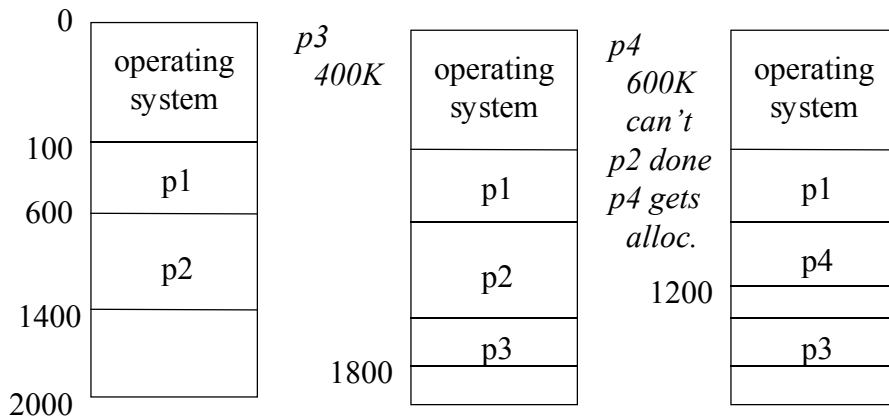 0
operating
system
100
p1
600
p2
1400
2000
p3
400K
operating
system
p1
p2
p3
1800
p4
600K
can't
p2 done
p4 gets
alloc.
operating
system
p1
p4
1200
p3